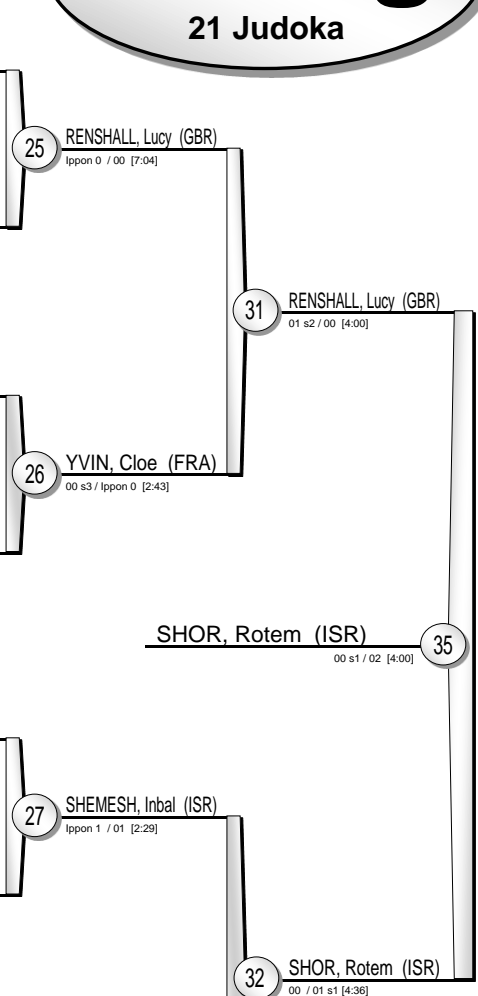 21 Judoka
25
RENSHALL, Lucy (GBR)
Ippon 0 / 00 [7:04]
31
RENSHALL, Lucy (GBR)
01 s2 / 00 [4:00]
26
YVIN, Cloe (FRA)
00 s3 / Ippon 0 [2:43]
SHOR, Rotem (ISR)
00 s1 / 02 [4:00]
35
27
SHEMESH, Inbal (ISR)
Ippon 1 / 01 [2:29]
32
SHOR, Rotem (ISR)
00 / 01 s1 [4:36]